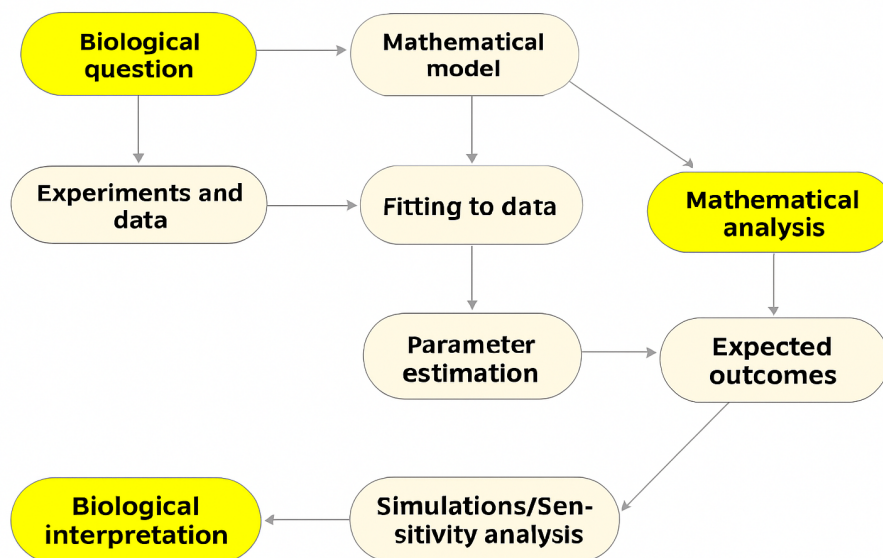 Biological
question
Mathematical
model
Experiments and
data
Fitting to data
Mathematical
analysis
Parameter
estimation
Expected
outcomes
Biological
interpretation
Simulations/Sen-
sitivity analysis